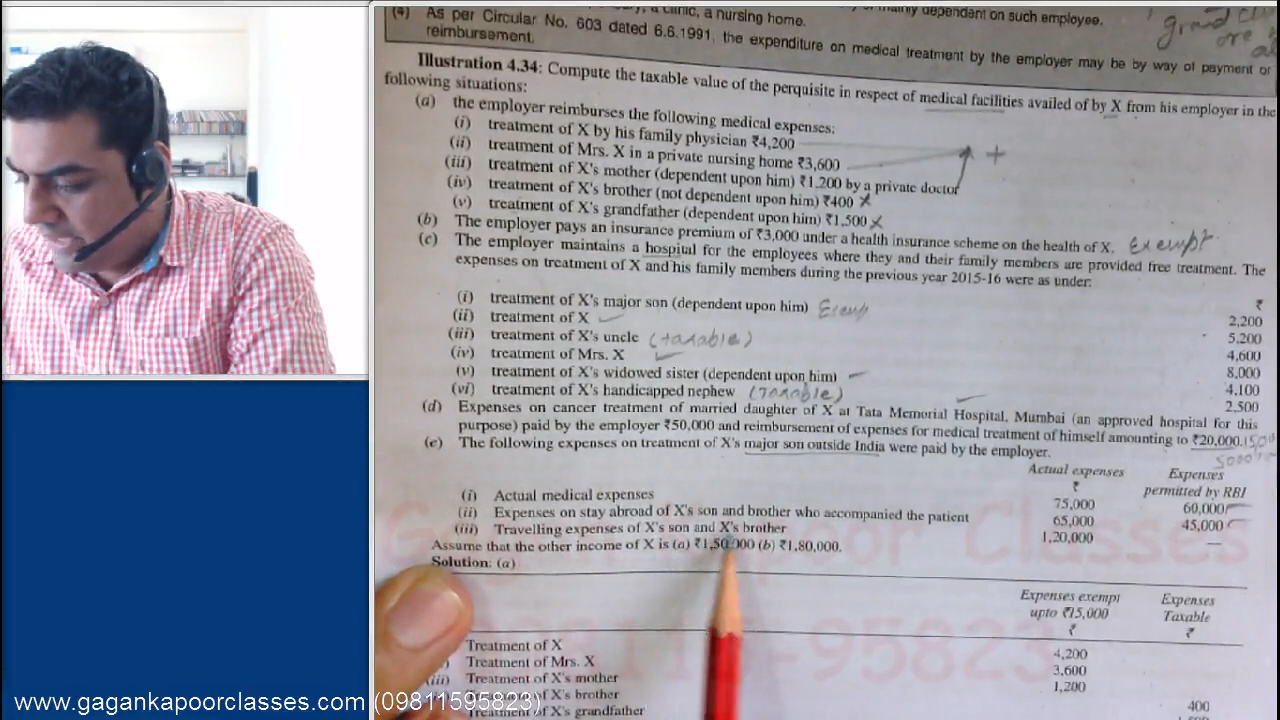 (4) As per Circular No. 603 dated 6.6.1991, the expenditure on medical treatment by the employer may be by way of payment or
a clinic, a nursing home.
mainly dependent on such employee.
reimbursement.
Illustration 4.34: Compute the taxable value of the perquisite in respect of medical facilities availed of by X from his employer in the
following situations:
(a) the employer reimburses the following medical expenses:
(i) treatment of X by his family physician ₹4,200
(ii) treatment of Mrs. X in a private nursing home ₹3,600
(iii) treatment of X's mother (dependent upon him) ₹1,200 by a private doctor
(iv) treatment of X's brother (not dependent upon him) ₹400 x
(v) treatment of X's grandfather (dependent upon him) ₹1,500 x
(b) The employer pays an insurance premium of ₹3,000 under a health insurance scheme on the health of X. Exempt
(c) The employer maintains a hospital for the employees where they and their family members are provided free treatment. The
expenses on treatment of X and his family members during the previous year 2015-16 were as under:
₹
(i) treatment of X's major son (dependent upon him) 2,200
(ii) treatment of X 5,200
(iii) treatment of X's uncle (taxable) 4,600
(iv) treatment of Mrs. X 8,000
(v) treatment of X's widowed sister (dependent upon him) 4,100
(vi) treatment of X's handicapped nephew (Taxable) 2,500
(d) Expenses on cancer treatment of married daughter of X at Tata Memorial Hospital, Mumbai (an approved hospital for this
purpose) paid by the employer ₹50,000 and reimbursement of expenses for medical treatment of himself amounting to ₹20,000.
(e) The following expenses on treatment of X's major son outside India were paid by the employer.
Actual expenses Expenses
₹ permitted by RBI
(i) Actual medical expenses 75,000 60,000
(ii) Expenses on stay abroad of X's son and brother who accompanied the patient 65,000 45,000
(iii) Travelling expenses of X's son and X's brother 1,20,000 —
Assume that the other income of X is (a) ₹1,50,000 (b) ₹1,80,000.
Solution: (a)
Expenses exempt Expenses
upto ₹15,000 Taxable
₹ ₹
Treatment of X 4,200
Treatment of Mrs. X 3,600
(iii) Treatment of X's mother 1,200
of X's brother 400
Treatment of X's grandfather
Gagan Kapoor Classes
www.gagankapoorclasses.com (09811595823)